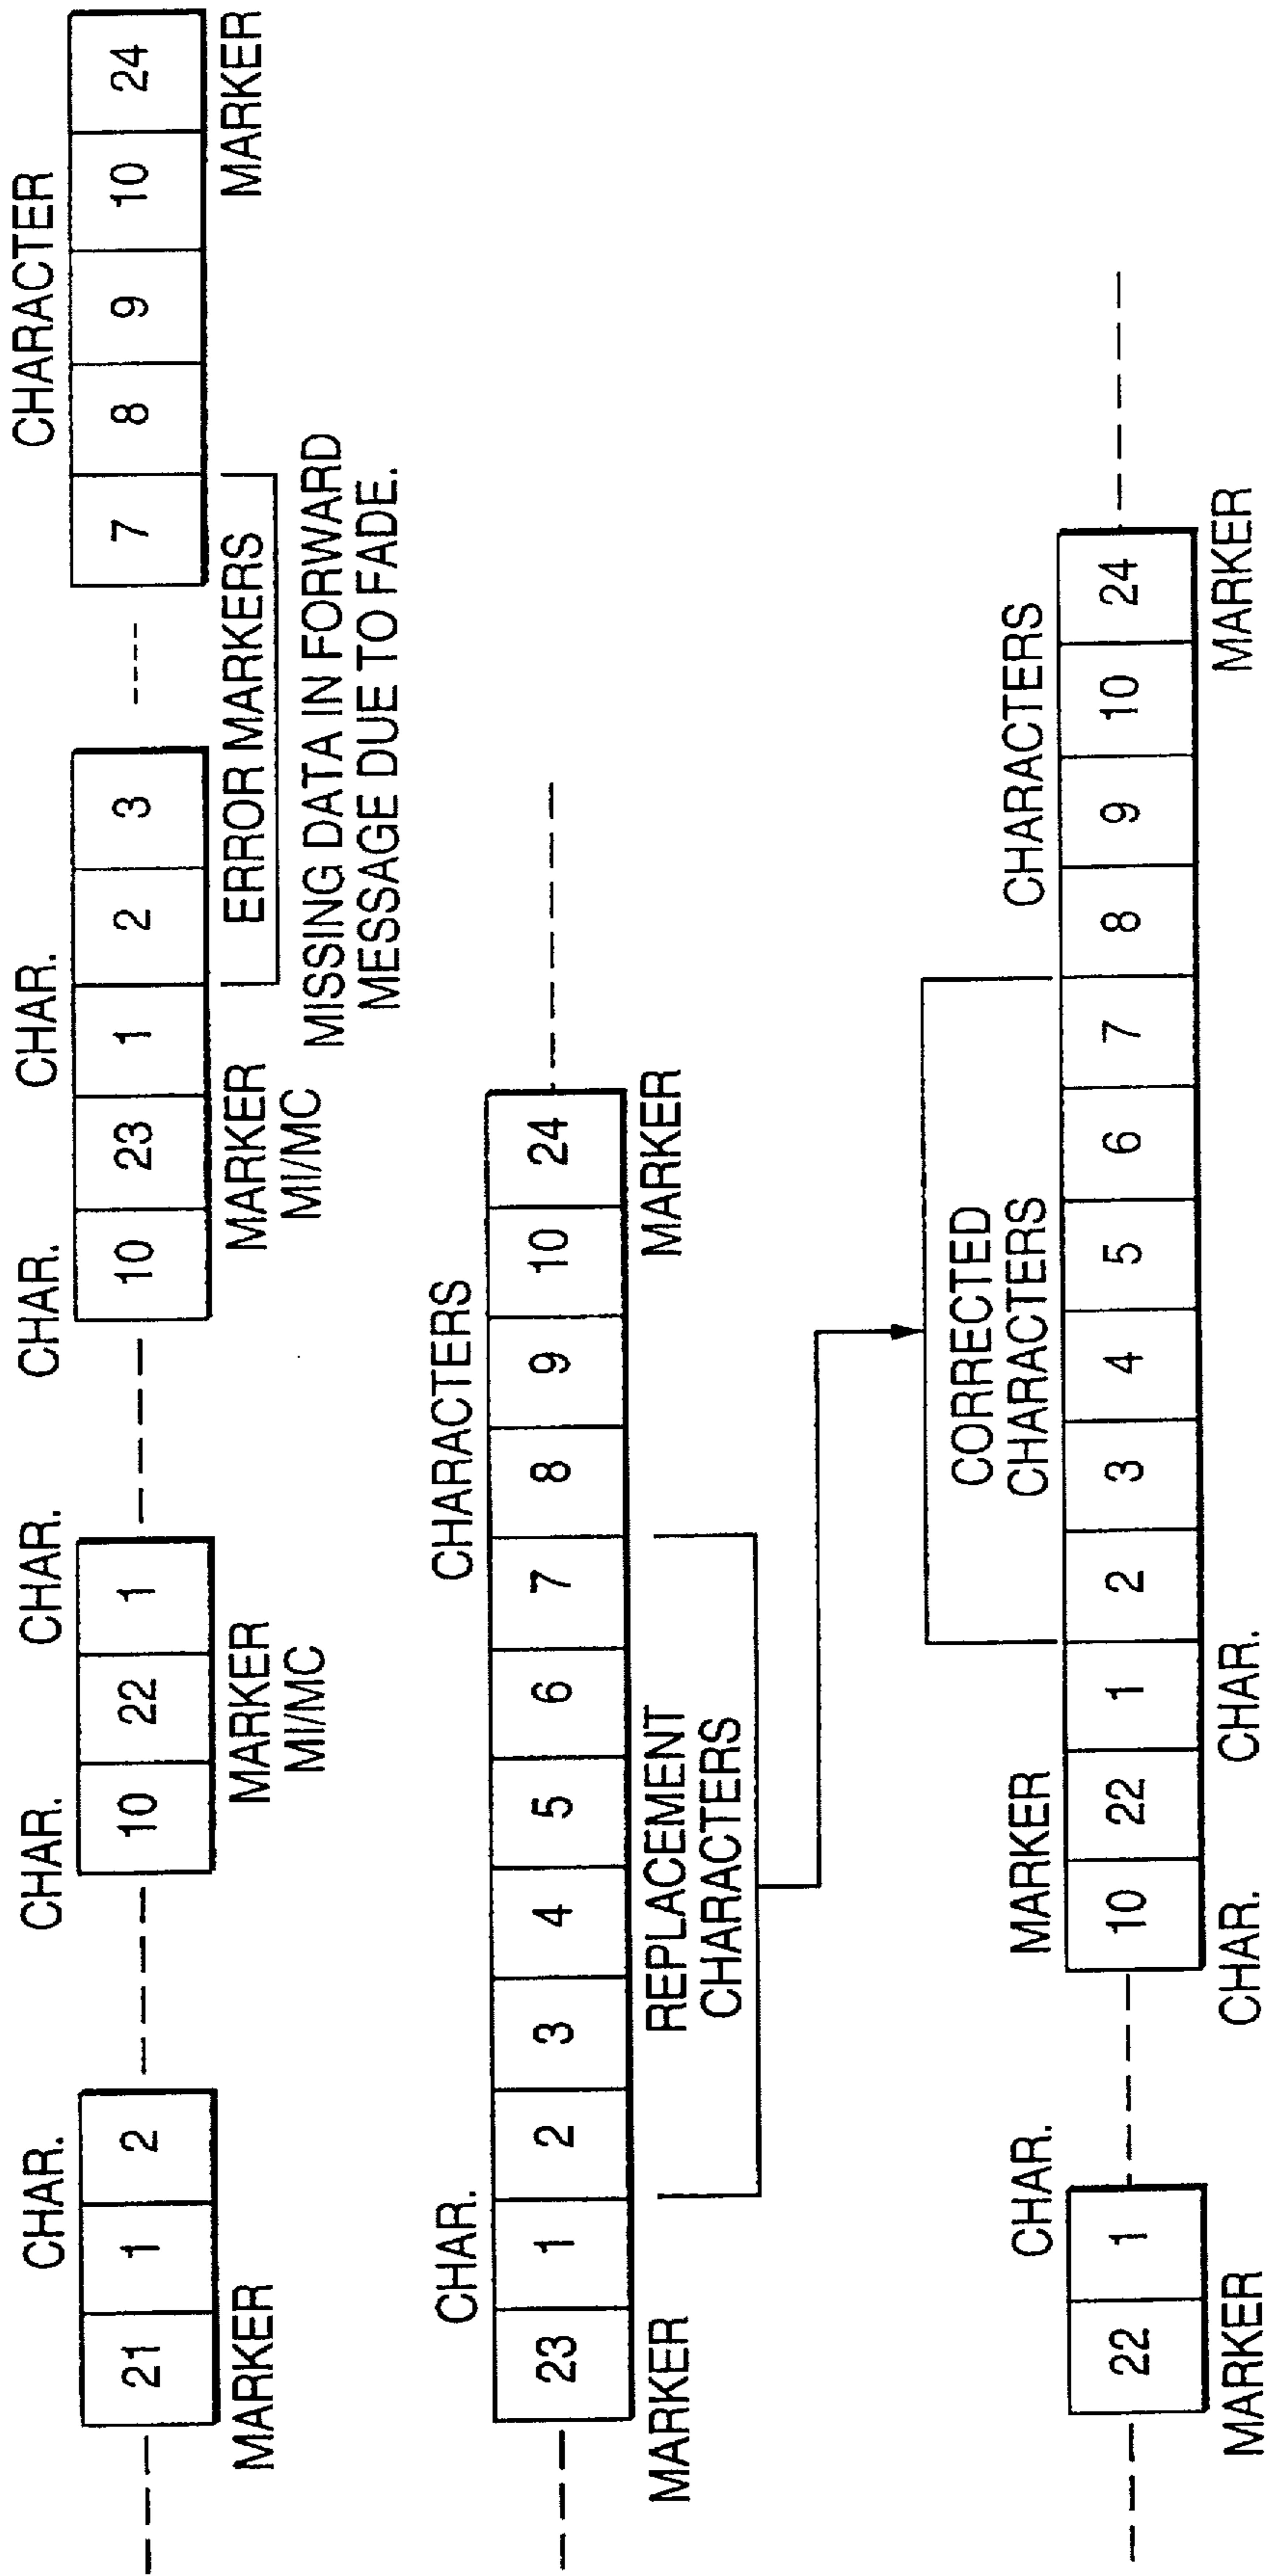 CHAR. CHAR. CHAR. CHAR. CHAR. CHARACTER
21 1 2 10 22 1 10 23 1 2 3 7 8 9 10 24
MARKER MARKER MARKER ERROR MARKERS MARKER
MI/MC MI/MC
MISSING DATA IN FORWARD
MESSAGE DUE TO FADE.
CHAR. CHARACTERS
23 1 2 3 4 5 6 7 8 9 10 24
MARKER REPLACEMENT MARKER
CHARACTERS
CORRECTED
CHAR. MARKER CHARACTERS CHARACTERS
22 1 10 22 1 2 3 4 5 6 7 8 9 10 24
MARKER CHAR. CHAR. MARKER